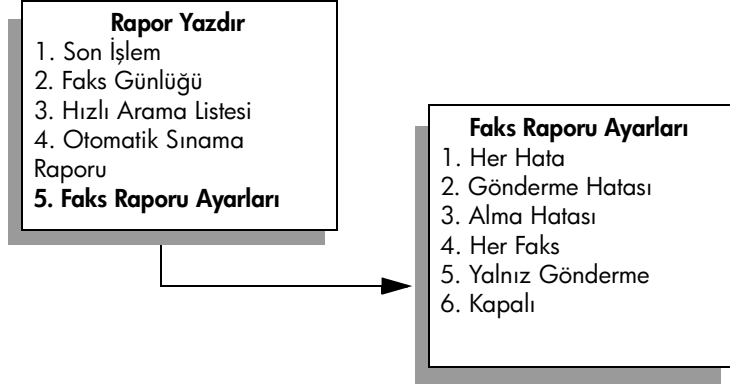 Rapor Yazdır
1. Son İşlem
2. Faks Günlüğü
3. Hızlı Arama Listesi
4. Otomatik Sınama
Raporu
5. Faks Raporu Ayarları
Faks Raporu Ayarları
1. Her Hata
2. Gönderme Hatası
3. Alma Hatası
4. Her Faks
5. Yalnız Gönderme
6. Kapalı